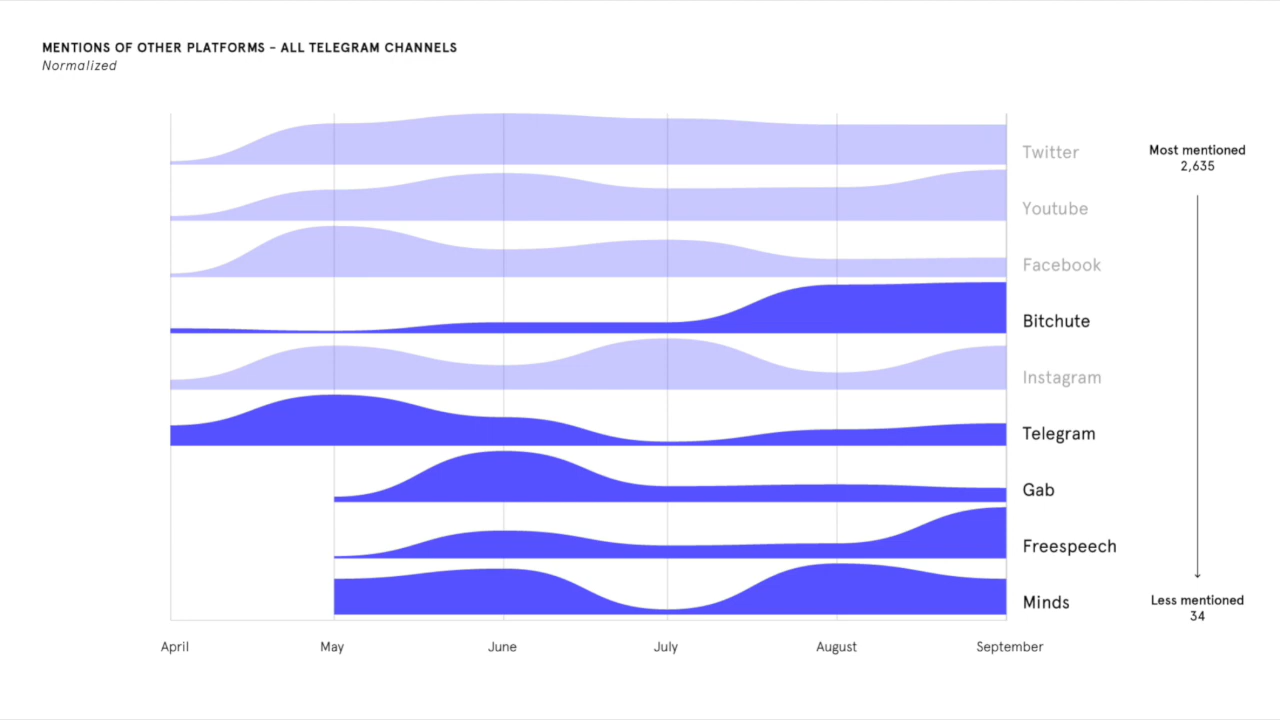 MENTIONS OF OTHER PLATFORMS – ALL TELEGRAM CHANNELS
Normalized
Twitter
Youtube
Facebook
Bitchute
Instagram
Telegram
Gab
Freespeech
Minds
Most mentioned
2,635
Less mentioned
34
April
May
June
July
August
September